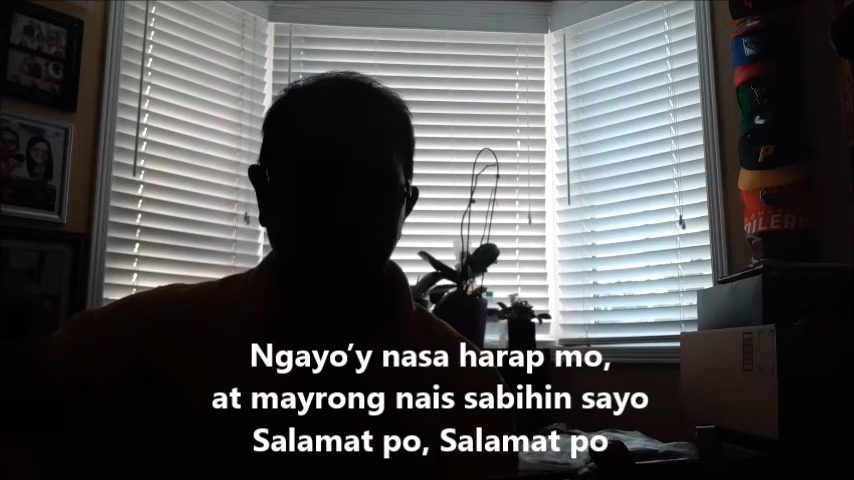 Ngayo’y nasa harap mo,
at mayrong nais sabihin sayo
Salamat po, Salamat po